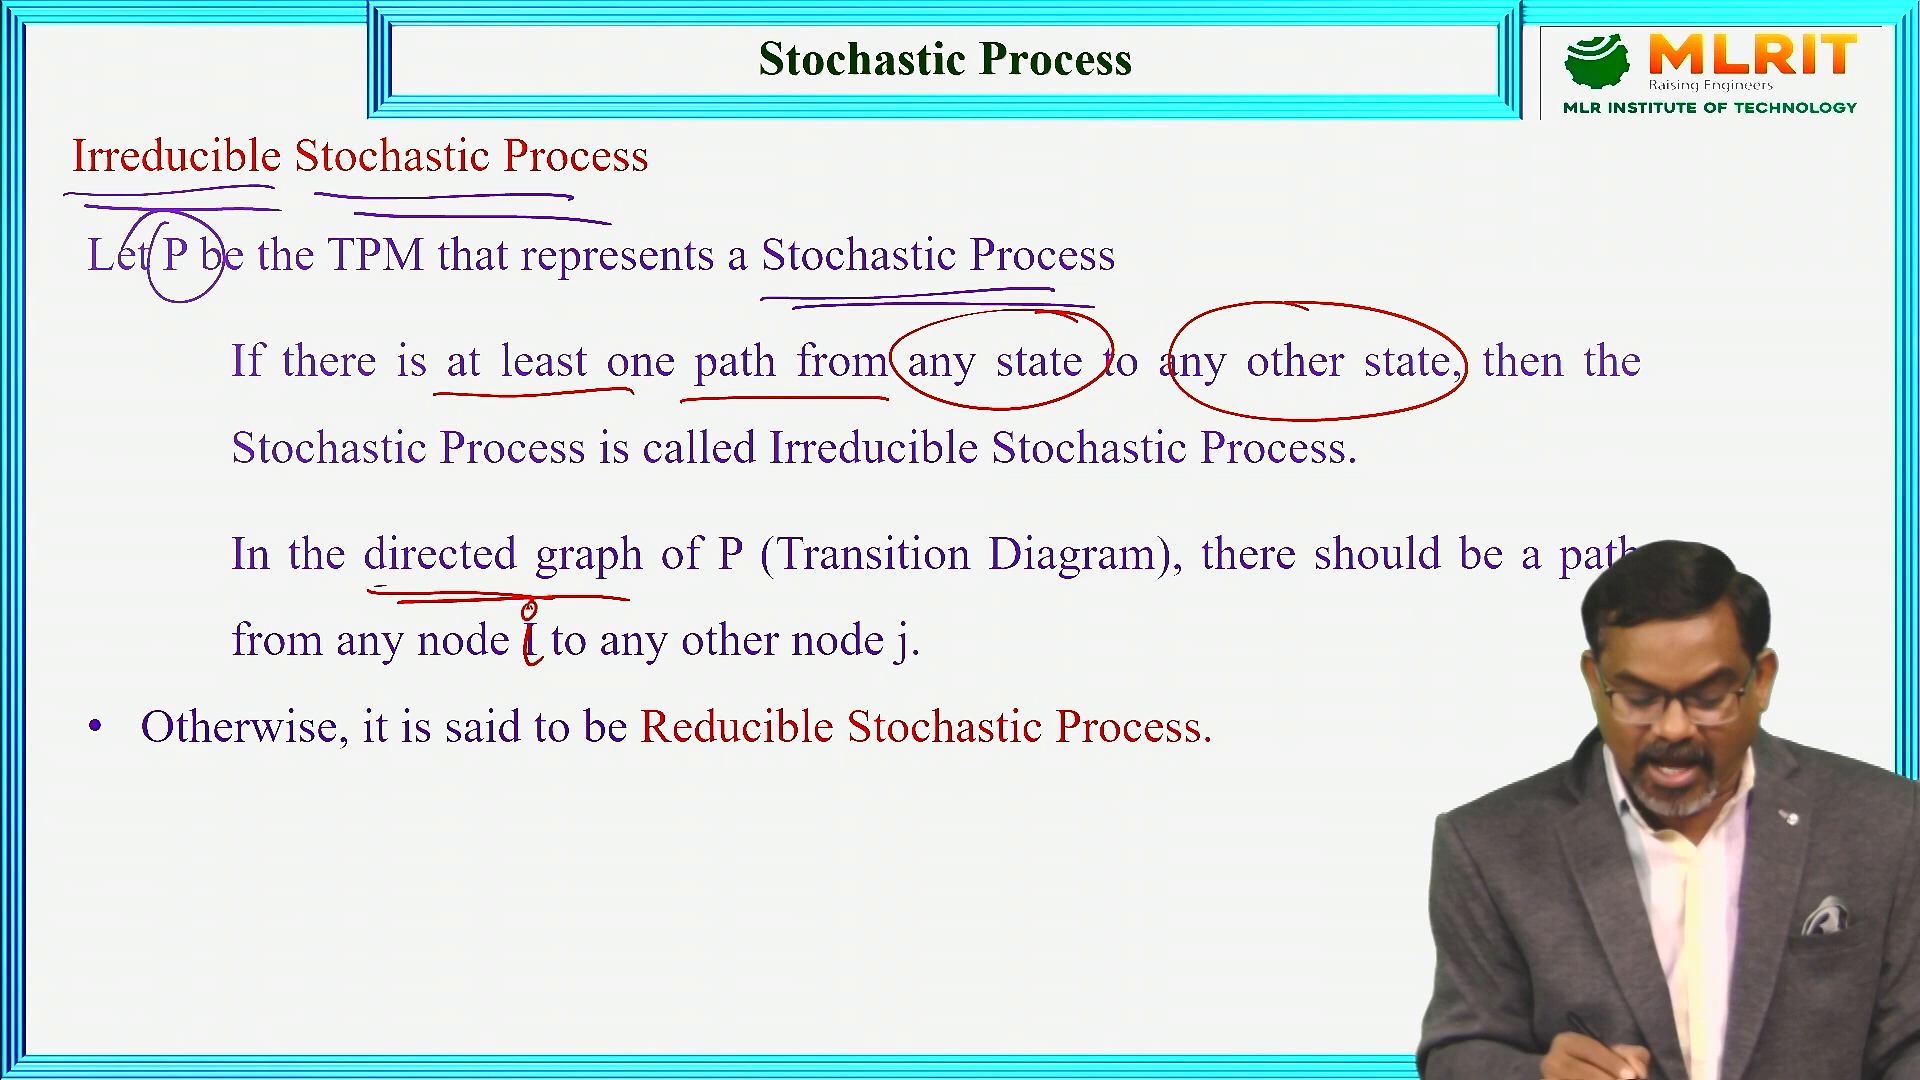 Stochastic Process
MLRIT
Raising Engineers
MLR INSTITUTE OF TECHNOLOGY
Irreducible Stochastic Process
Let P be the TPM that represents a Stochastic Process
If there is at least one path from any state to any other state, then the
Stochastic Process is called Irreducible Stochastic Process.
In the directed graph of P (Transition Diagram), there should be a path
from any node i to any other node j.
• Otherwise, it is said to be Reducible Stochastic Process.